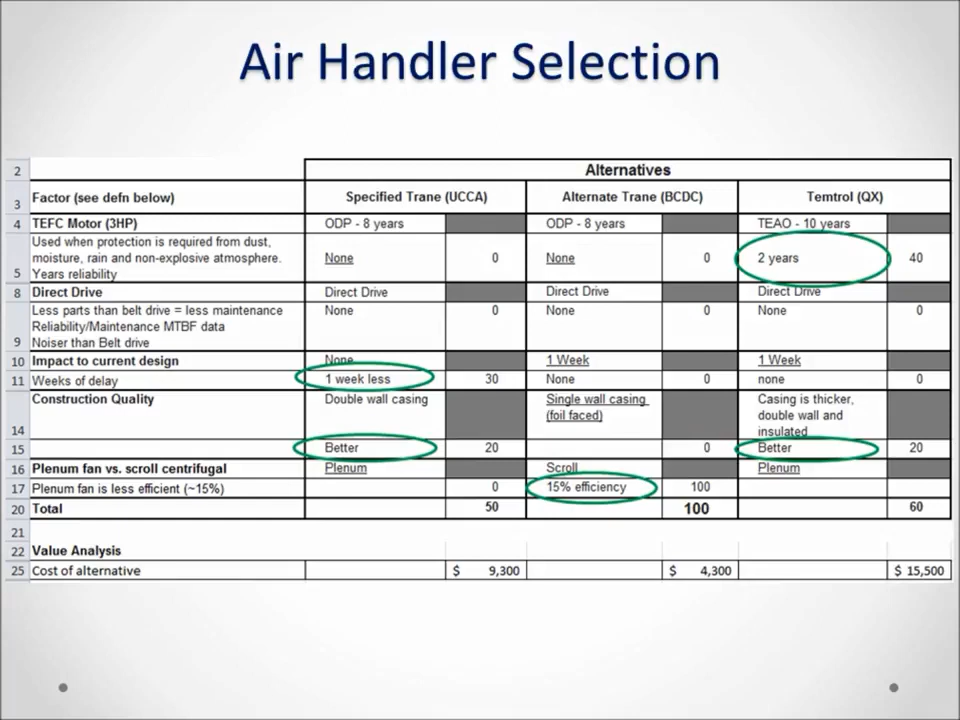 Air Handler Selection
2 Alternatives
3 Factor (see defn below) Specified Trane (UCCA) Alternate Trane (BCDC) Temtrol (QX)
4 TEFC Motor (3HP) ODP - 8 years ODP - 8 years TEAO - 10 years
Used when protection is required from dust,
moisture, rain and non-explosive atmosphere. None 0 None 0 2 years 40
5 Years reliability
8 Direct Drive Direct Drive Direct Drive Direct Drive
Less parts than belt drive = less maintenance None 0 None 0 None 0
Reliability/Maintenance MTBF data
9 Noiser than Belt drive
10 Impact to current design None 1 Week 1 Week
11 Weeks of delay 1 week less 30 None 0 none 0
Construction Quality Double wall casing Single wall casing Casing is thicker,
(foil faced) double wall and
14 insulated
15 Better 20 0 Better 20
16 Plenum fan vs. scroll centrifugal Plenum Scroll Plenum
17 Plenum fan is less efficient (~15%) 0 15% efficiency 100
20 Total 50 100 60
21
22 Value Analysis
25 Cost of alternative $ 9,300 $ 4,300 $ 15,500